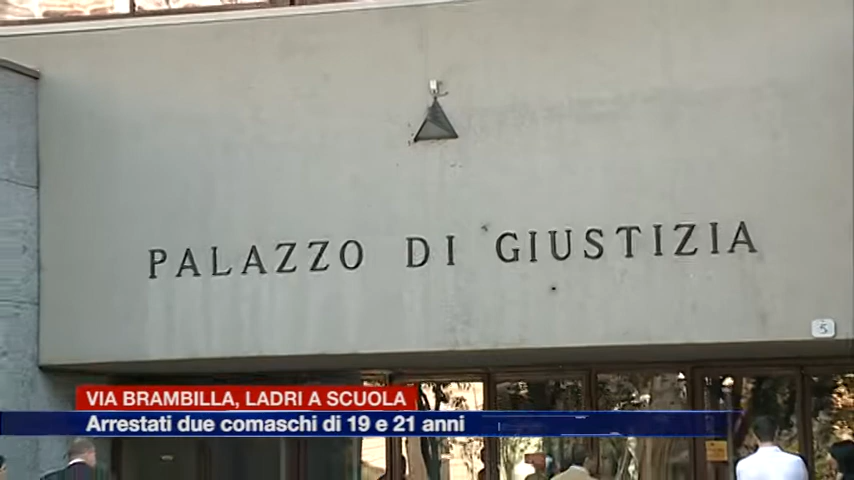 PALAZZO DI GIUSTIZIA
5
VIA BRAMBILLA, LADRI A SCUOLA
Arrestati due comaschi di 19 e 21 anni